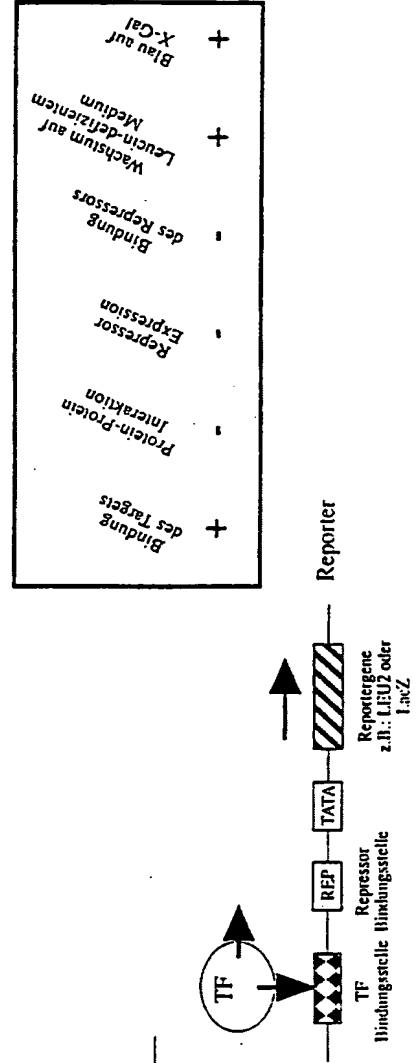 Bindung
des Targets
Protein-Protein
Interaktion
Repressor
Expression
Bindung
des Repressors
Wachstum auf
Leucin-defizientem
Medium
Blau auf
X-Gal
+ - - - + +
TF
REP TATA Reporter
TF
Bindungsstelle
Repressor
Bindungsstelle
Reportergene
z.B.: LEU2 oder
LacZ